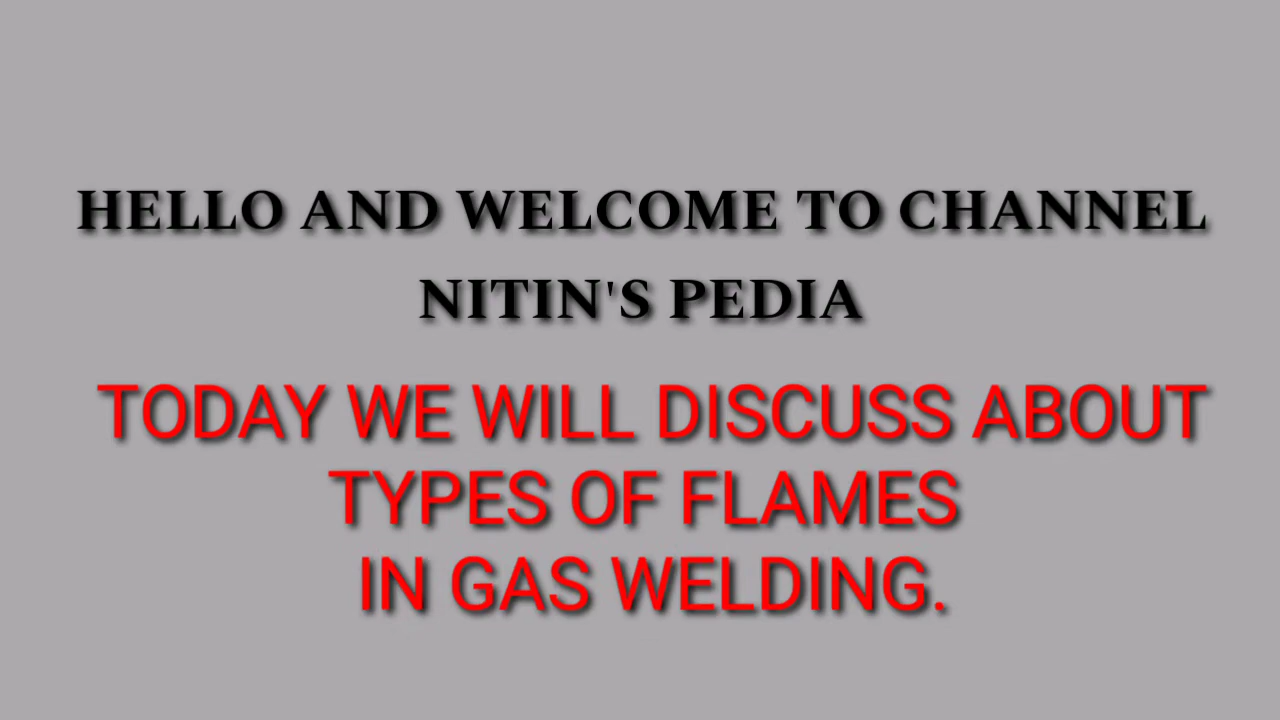 HELLO AND WELCOME TO CHANNEL
NITIN'S PEDIA
TODAY WE WILL DISCUSS ABOUT
TYPES OF FLAMES
IN GAS WELDING.